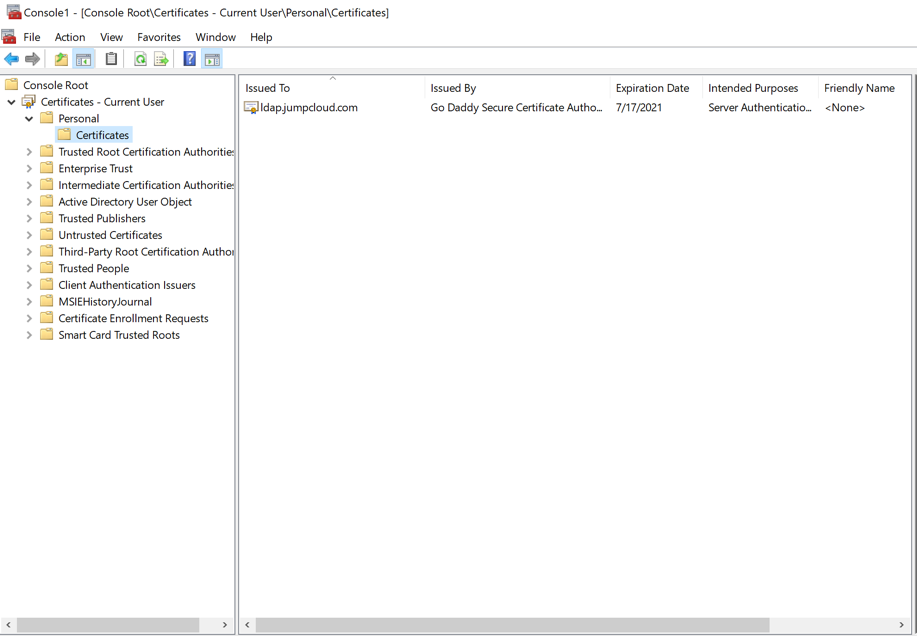 Console1 - [Console Root\Certificates - Current User\Personal\Certificates]
File Action View Favorites Window Help
Console Root
Certificates - Current User
Personal
Certificates
Trusted Root Certification Authorities
Enterprise Trust
Intermediate Certification Authorities
Active Directory User Object
Trusted Publishers
Untrusted Certificates
Third-Party Root Certification Author
Trusted People
Client Authentication Issuers
MSIEHistoryJournal
Certificate Enrollment Requests
Smart Card Trusted Roots
Issued To Issued By Expiration Date Intended Purposes Friendly Name
ldap.jumpcloud.com Go Daddy Secure Certificate Autho... 7/17/2021 Server Authenticatio... <None>